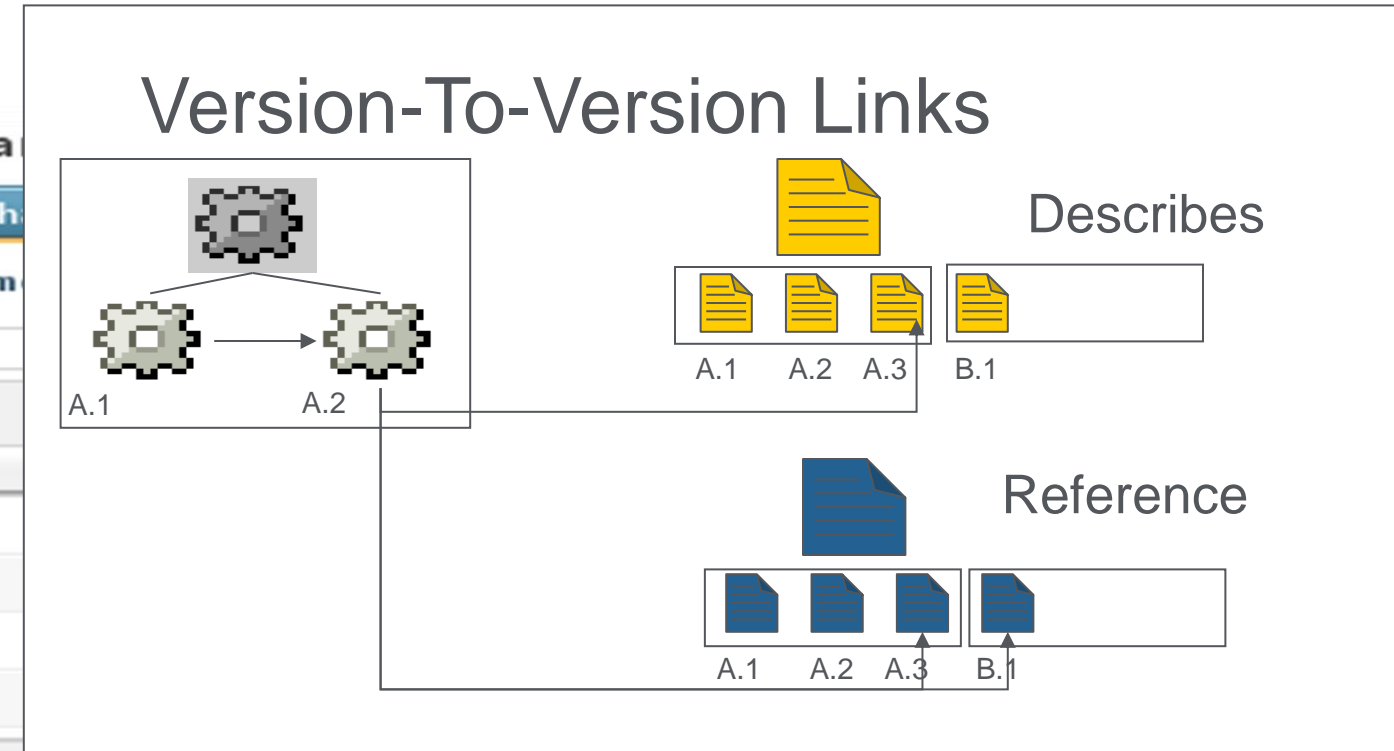 Version-To-Version Links
Describes
A.1 A.2 A.3 B.1
A.1 A.2
Reference
A.1 A.2 A.3 B.1